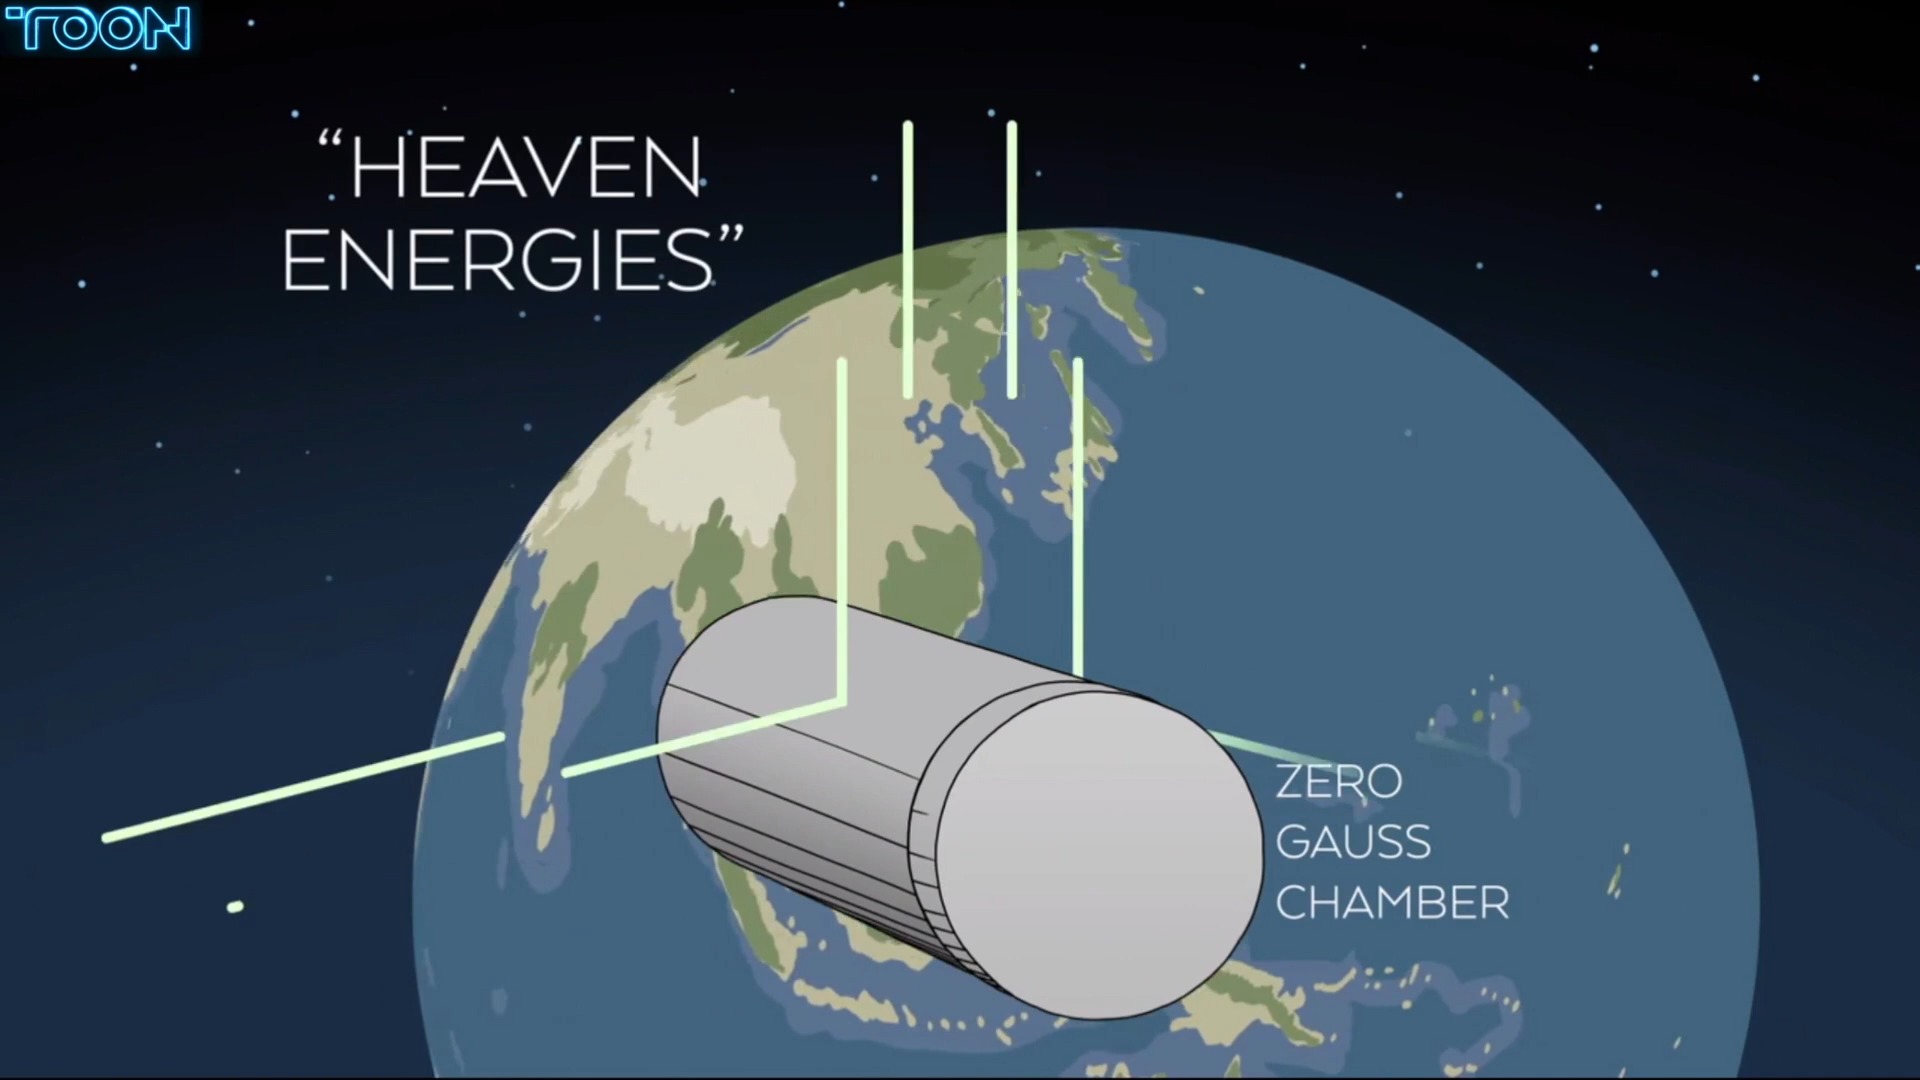 TOON
“HEAVEN
ENERGIES”
ZERO
GAUSS
CHAMBER